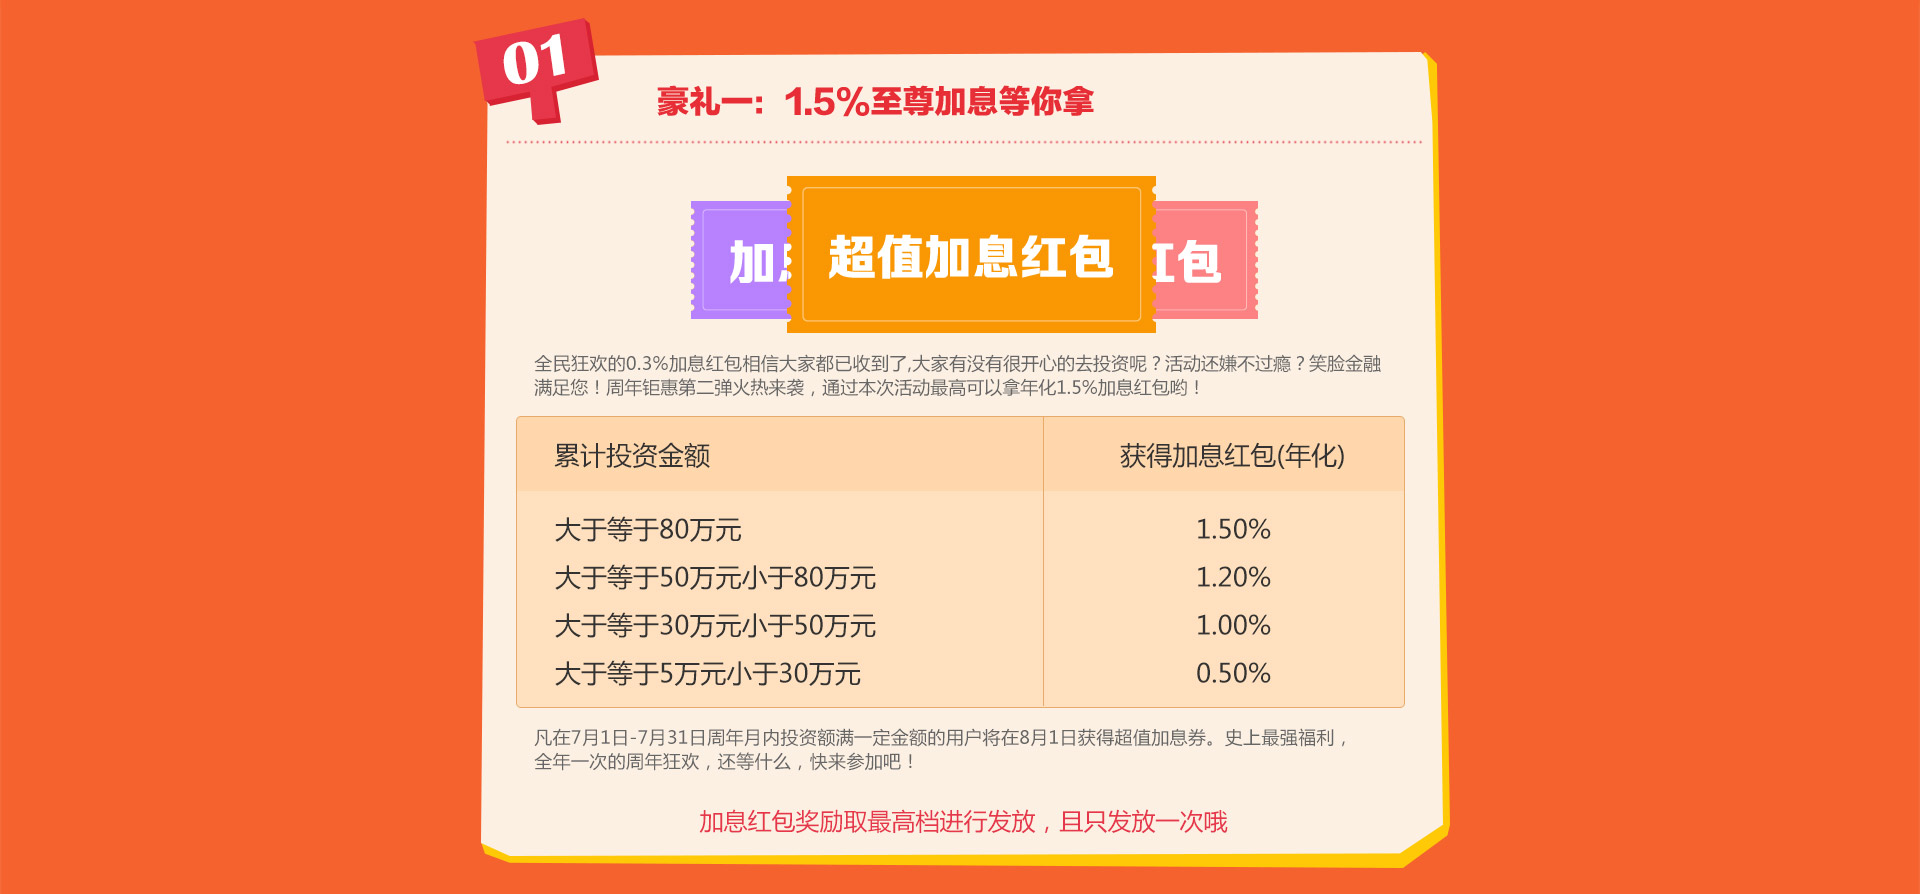 01
豪礼一：1.5%至尊加息等你拿
加息
超值加息红包
红包
全民狂欢的0.3%加息红包相信大家都已收到了,大家有没有很开心的去投资呢？活动还嫌不过瘾？笑脸金融
满足您！周年钜惠第二弹火热来袭，通过本次活动最高可以拿年化1.5%加息红包哟！
累计投资金额 获得加息红包(年化)
大于等于80万元 1.50%
大于等于50万元小于80万元 1.20%
大于等于30万元小于50万元 1.00%
大于等于5万元小于30万元 0.50%
凡在7月1日-7月31日周年月内投资额满一定金额的用户将在8月1日获得超值加息券。史上最强福利，
全年一次的周年狂欢，还等什么，快来参加吧！
加息红包奖励取最高档进行发放，且只发放一次哦